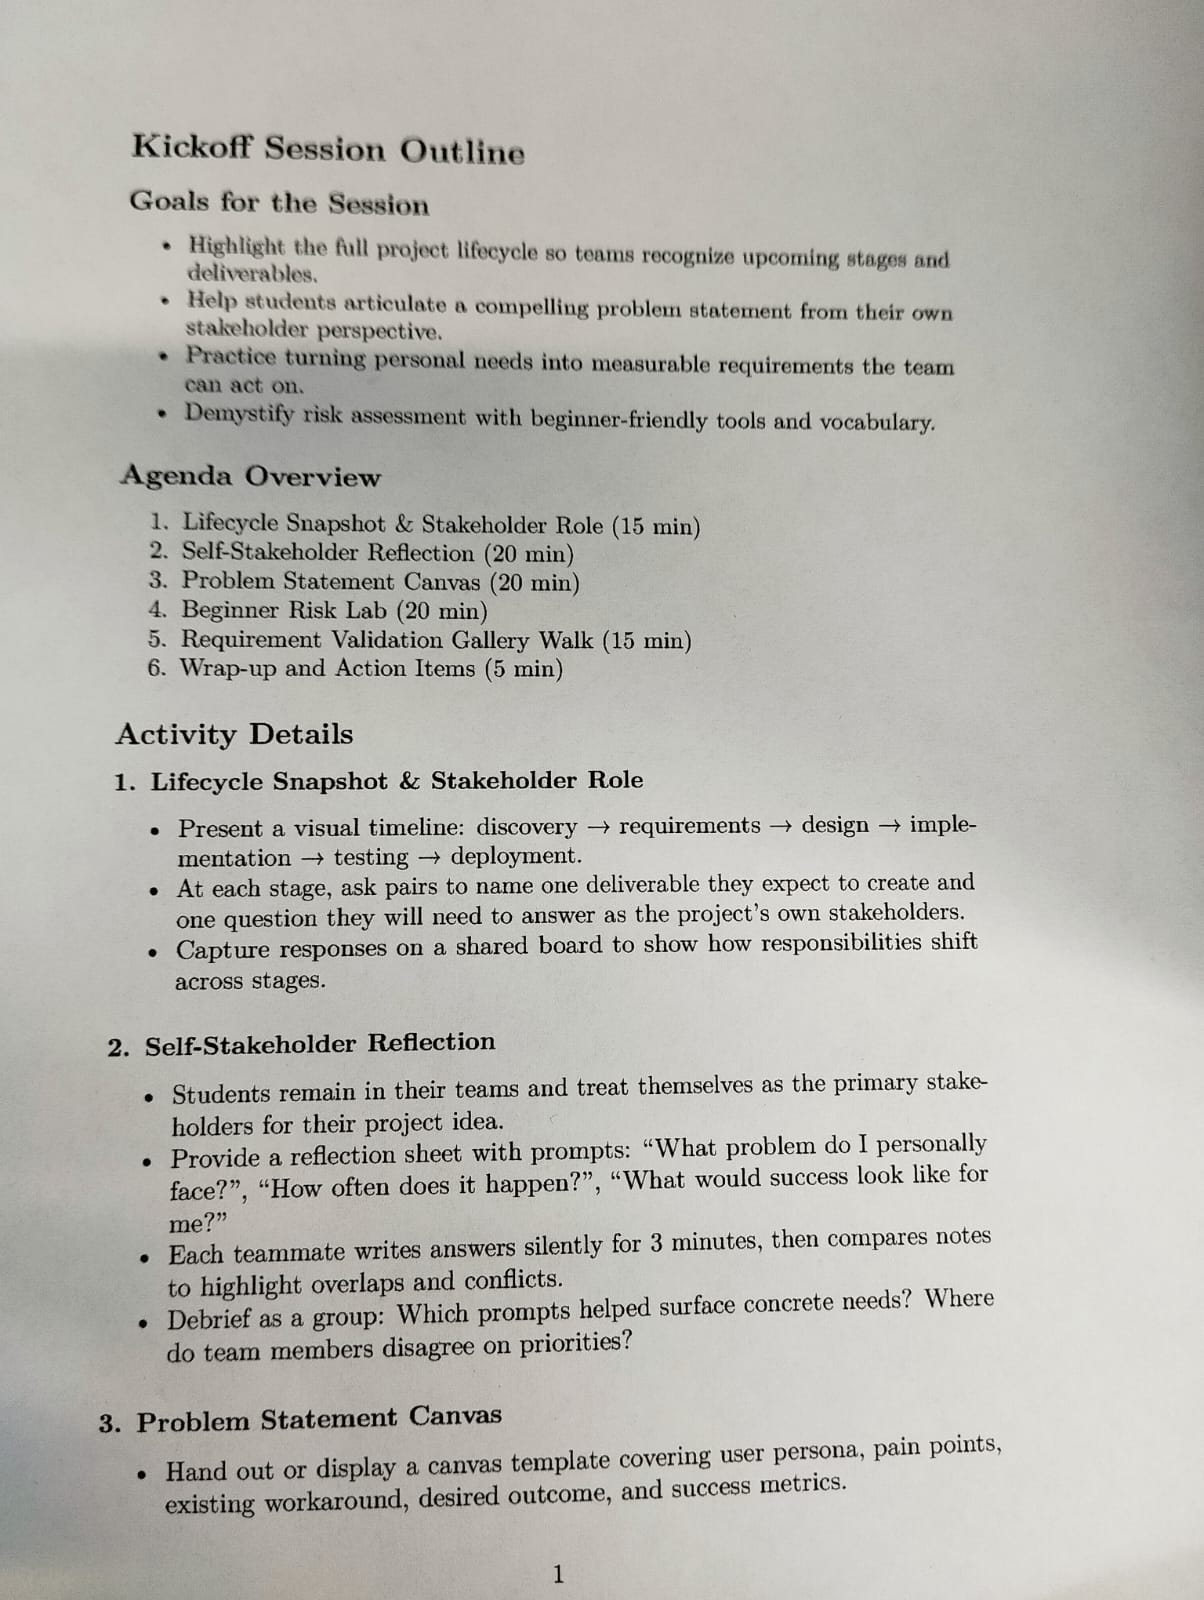 Kickoff Session Outline
Goals for the Session
• Highlight the full project lifecycle so teams recognize upcoming stages and
deliverables.
• Help students articulate a compelling problem statement from their own
stakeholder perspective.
• Practice turning personal needs into measurable requirements the team
can act on.
• Demystify risk assessment with beginner-friendly tools and vocabulary.
Agenda Overview
1. Lifecycle Snapshot & Stakeholder Role (15 min)
2. Self-Stakeholder Reflection (20 min)
3. Problem Statement Canvas (20 min)
4. Beginner Risk Lab (20 min)
5. Requirement Validation Gallery Walk (15 min)
6. Wrap-up and Action Items (5 min)
Activity Details
1. Lifecycle Snapshot & Stakeholder Role
• Present a visual timeline: discovery → requirements → design → imple-
mentation → testing → deployment.
• At each stage, ask pairs to name one deliverable they expect to create and
one question they will need to answer as the project's own stakeholders.
• Capture responses on a shared board to show how responsibilities shift
across stages.
2. Self-Stakeholder Reflection
• Students remain in their teams and treat themselves as the primary stake-
holders for their project idea.
• Provide a reflection sheet with prompts: “What problem do I personally
face?”, “How often does it happen?”, “What would success look like for
me?”
• Each teammate writes answers silently for 3 minutes, then compares notes
to highlight overlaps and conflicts.
• Debrief as a group: Which prompts helped surface concrete needs? Where
do team members disagree on priorities?
3. Problem Statement Canvas
• Hand out or display a canvas template covering user persona, pain points,
existing workaround, desired outcome, and success metrics.
1